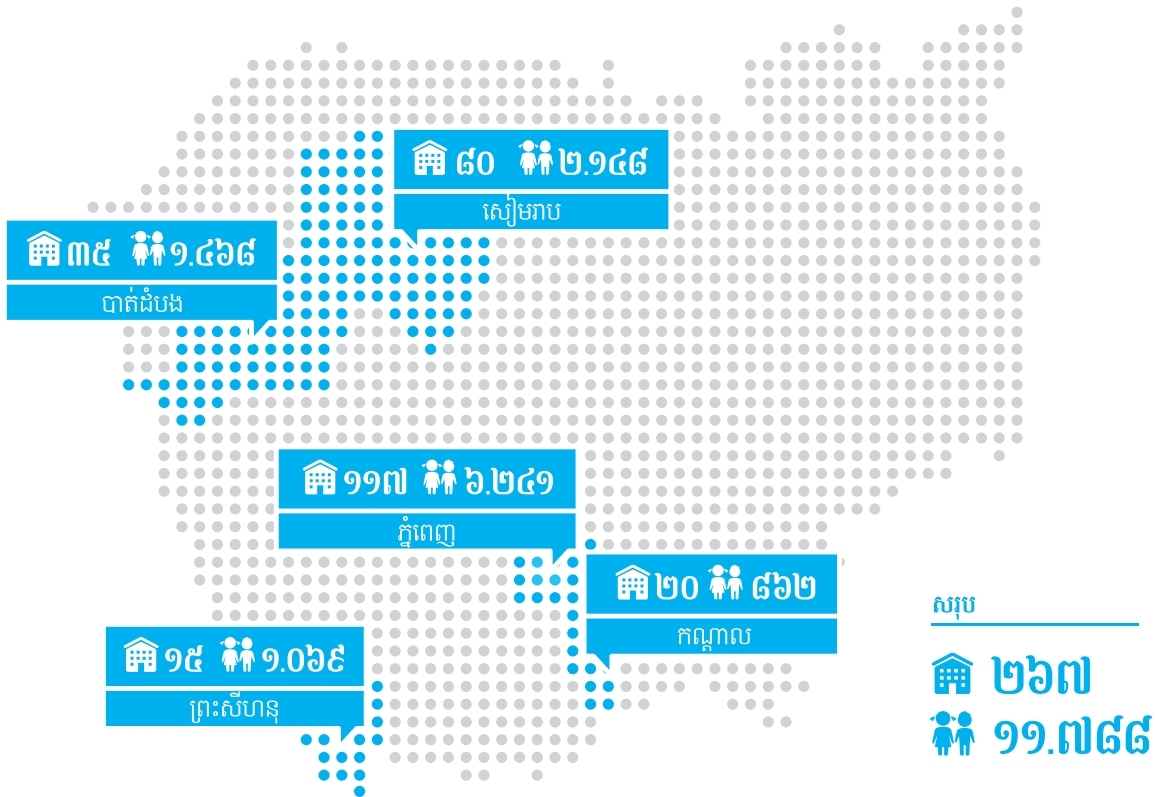 ៨០ ២.១៤៨
សៀមរាប
៣៥ ១.៤៦៨
បាត់ដំបង
១១៧ ៦.២៤១
ភ្នំពេញ
២០ ៨៦២
កណ្តាល
១៥ ១.០៦៩
ព្រះសីហនុ
សរុប
២៦៧
១១.៧៨៨